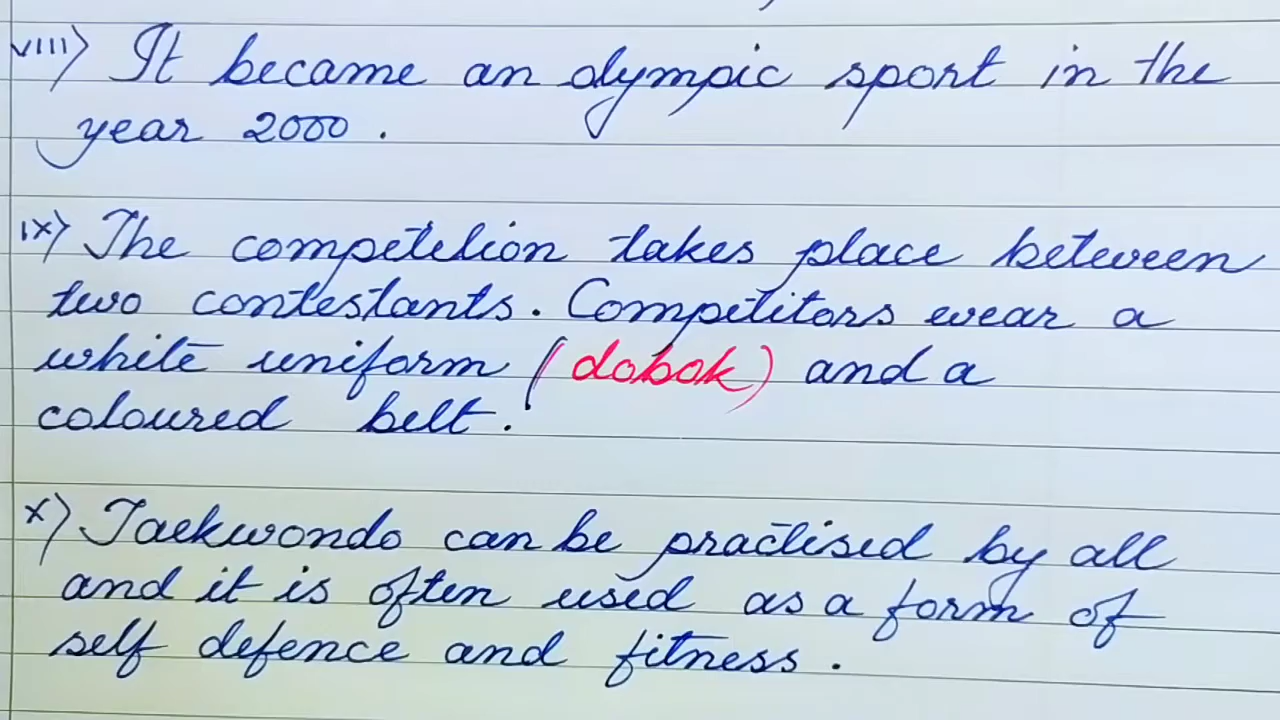 viii) It became an olympic sport in the
year 2000.
ix) The competetion takes place between
two contestants. Competitors wear a
white uniform (dobok) and a
coloured belt.
x) Taekwondo can be practised by all
and it is often used as a form of
self defence and fitness.